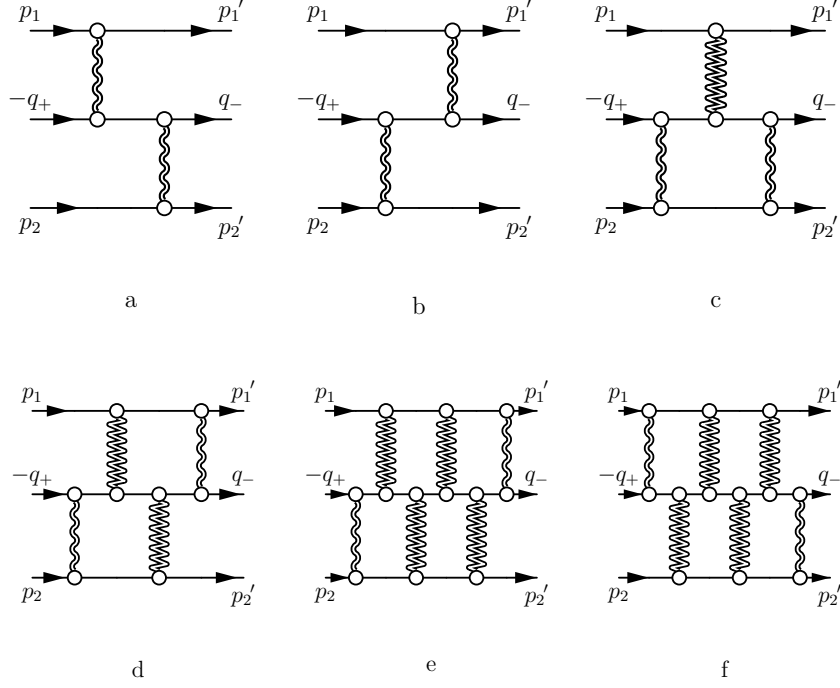 p₁ p₁′ p₁ p₁′ p₁ p₁′
−q₊ q₋ −q₊ q₋ −q₊ q₋
p₂ p₂′ p₂ p₂′ p₂ p₂′
a b c
p₁ p₁′ p₁ p₁′ p₁ p₁′
−q₊ q₋ −q₊ q₋ −q₊ q₋
p₂ p₂′ p₂ p₂′ p₂ p₂′
d e f